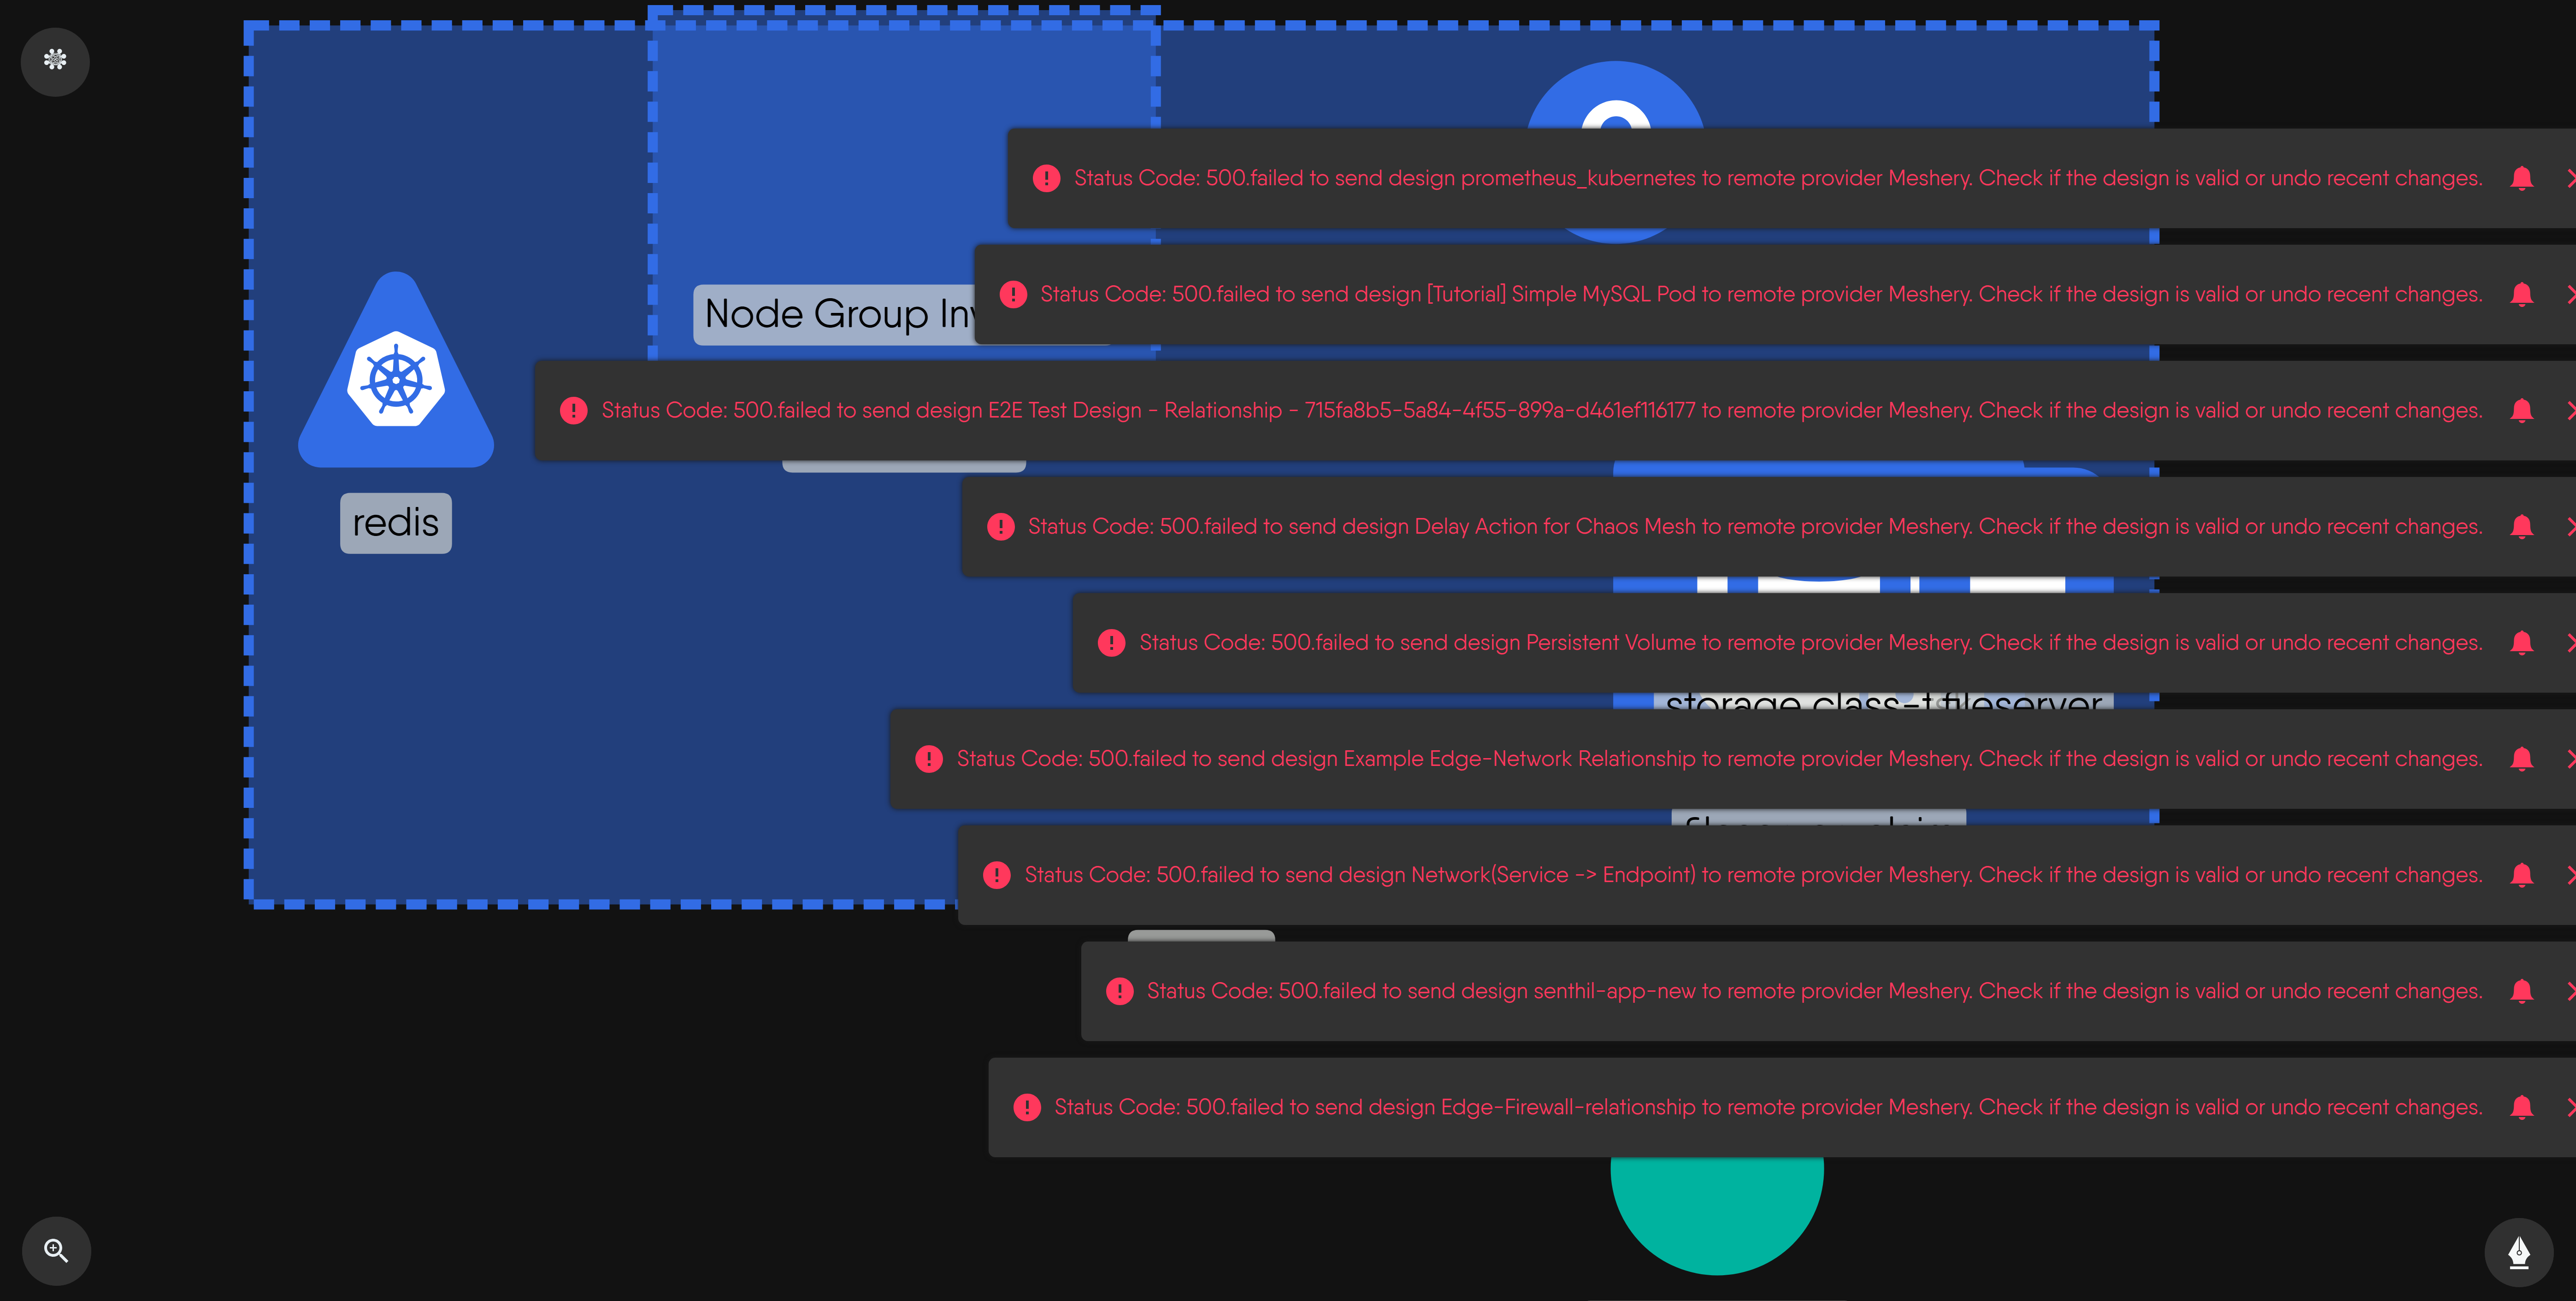 Status Code: 500.failed to send design prometheus_kubernetes to remote provider Meshery. Check if the design is valid or undo recent changes.
Status Code: 500.failed to send design [Tutorial] Simple MySQL Pod to remote provider Meshery. Check if the design is valid or undo recent changes.
Node Group
Status Code: 500.failed to send design E2E Test Design - Relationship - 715fa8b5-5a84-4f55-899a-d461ef116177 to remote provider Meshery. Check if the design is valid or undo recent changes.
redis
Status Code: 500.failed to send design Delay Action for Chaos Mesh to remote provider Meshery. Check if the design is valid or undo recent changes.
Status Code: 500.failed to send design Persistent Volume to remote provider Meshery. Check if the design is valid or undo recent changes.
storage class-
Status Code: 500.failed to send design Example Edge-Network Relationship to remote provider Meshery. Check if the design is valid or undo recent changes.
Status Code: 500.failed to send design Network(Service -> Endpoint) to remote provider Meshery. Check if the design is valid or undo recent changes.
Status Code: 500.failed to send design senthil-app-new to remote provider Meshery. Check if the design is valid or undo recent changes.
Status Code: 500.failed to send design Edge-Firewall-relationship to remote provider Meshery. Check if the design is valid or undo recent changes.